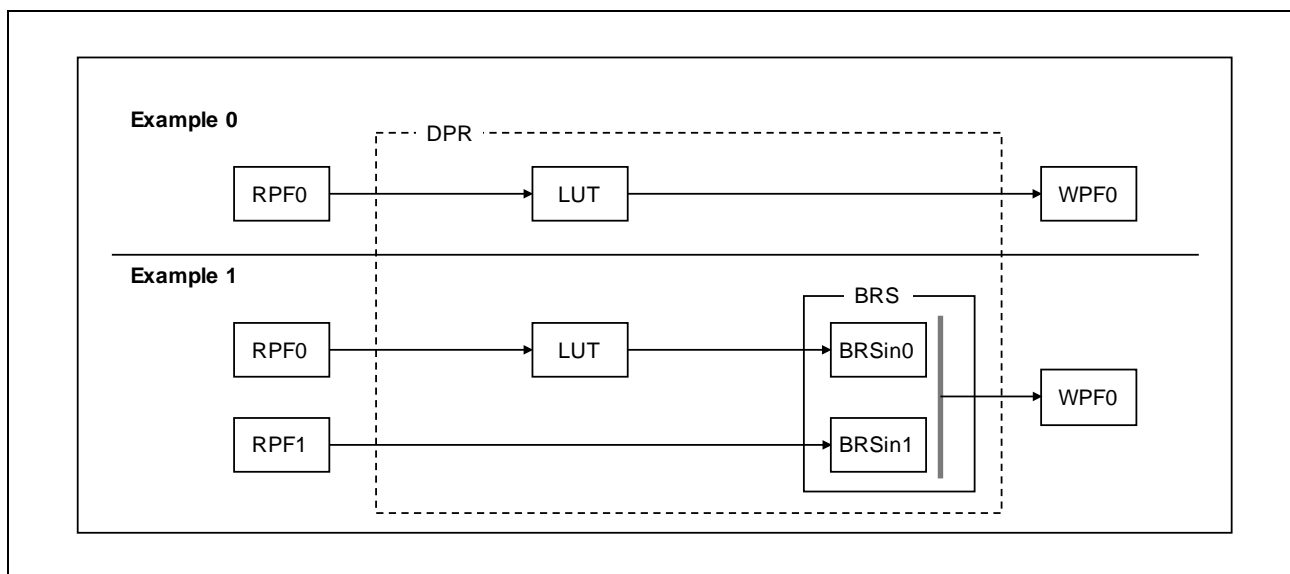 Example 0
DPR
RPF0
LUT
WPF0
Example 1
BRS
RPF0
LUT
BRSin0
WPF0
RPF1
BRSin1